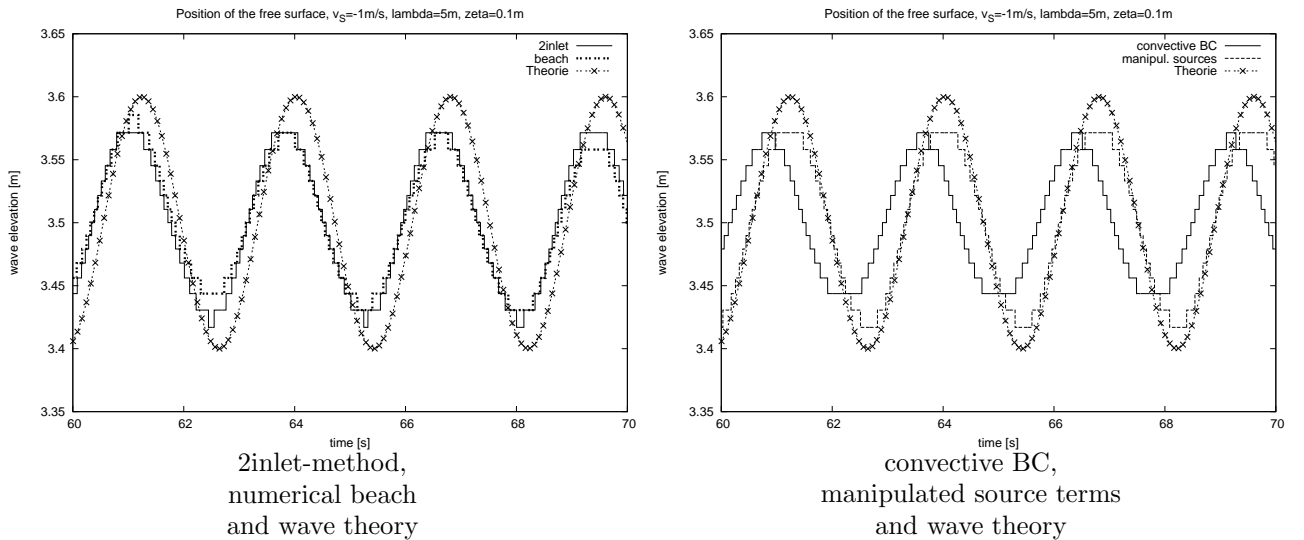 Position of the free surface, v_S=-1m/s, lambda=5m, zeta=0.1m
2inlet
beach
Theorie
wave elevation [m]
3.65
3.6
3.55
3.5
3.45
3.4
3.35
60
62
64
66
68
70
time [s]
2inlet-method,
numerical beach
and wave theory
Position of the free surface, v_S=-1m/s, lambda=5m, zeta=0.1m
convective BC
manipul. sources
Theorie
wave elevation [m]
3.65
3.6
3.55
3.5
3.45
3.4
3.35
60
62
64
66
68
70
time [s]
convective BC,
manipulated source terms
and wave theory